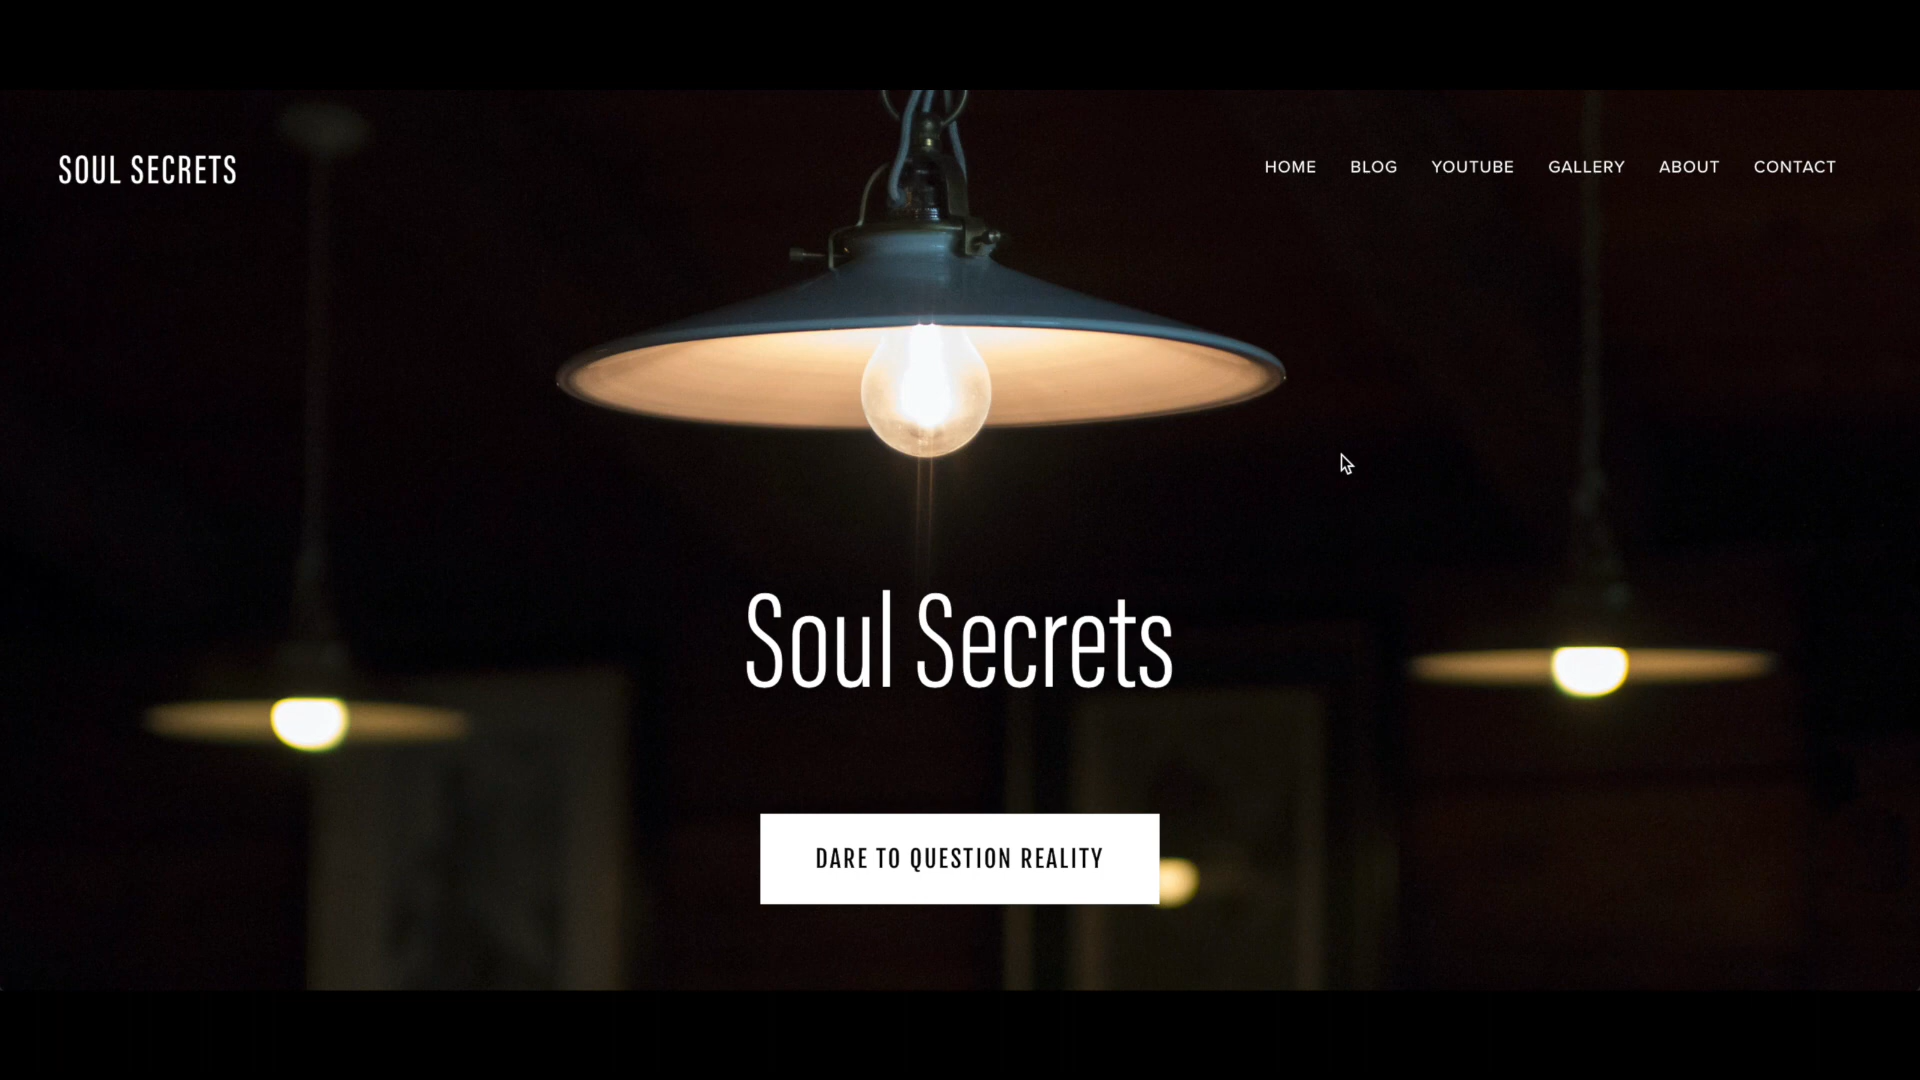 SOUL SECRETS
HOME BLOG YOUTUBE GALLERY ABOUT CONTACT
Soul Secrets
DARE TO QUESTION REALITY